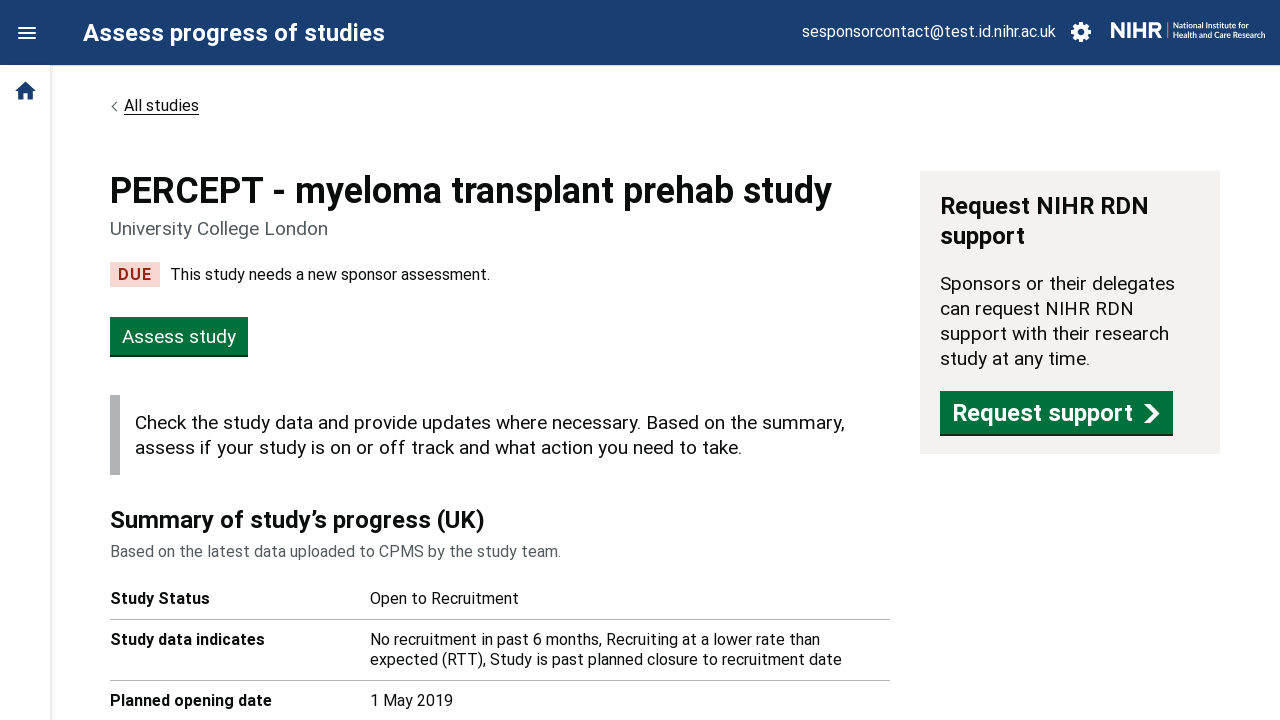 Assess progress of studies
sesponsorcontact@test.id.nihr.ac.uk
NIHR National Institute for
Health and Care Research
All studies
PERCEPT - myeloma transplant prehab study
University College London
DUE This study needs a new sponsor assessment.
Assess study
Check the study data and provide updates where necessary. Based on the summary,
assess if your study is on or off track and what action you need to take.
Summary of study’s progress (UK)
Based on the latest data uploaded to CPMS by the study team.
Study Status Open to Recruitment
Study data indicates No recruitment in past 6 months, Recruiting at a lower rate than
expected (RTT), Study is past planned closure to recruitment date
Planned opening date 1 May 2019
Request NIHR RDN
support
Sponsors or their delegates
can request NIHR RDN
support with their research
study at any time.
Request support